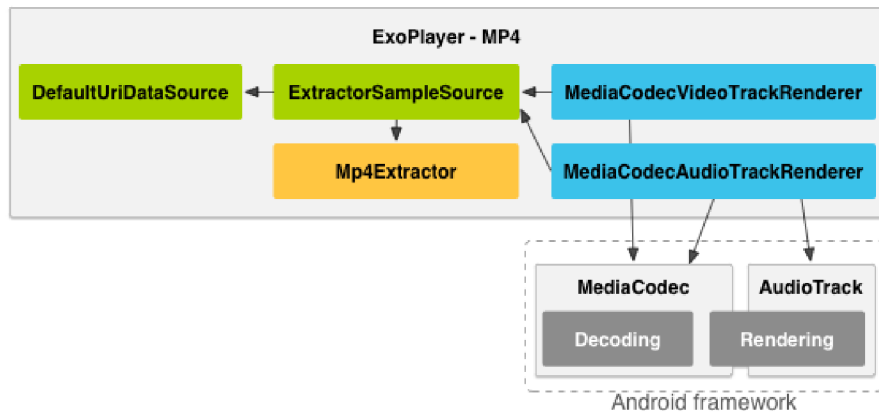 ExoPlayer - MP4
DefaultUriDataSource
ExtractorSampleSource
MediaCodecVideoTrackRenderer
Mp4Extractor
MediaCodecAudioTrackRenderer
MediaCodec
AudioTrack
Decoding
Rendering
Android framework